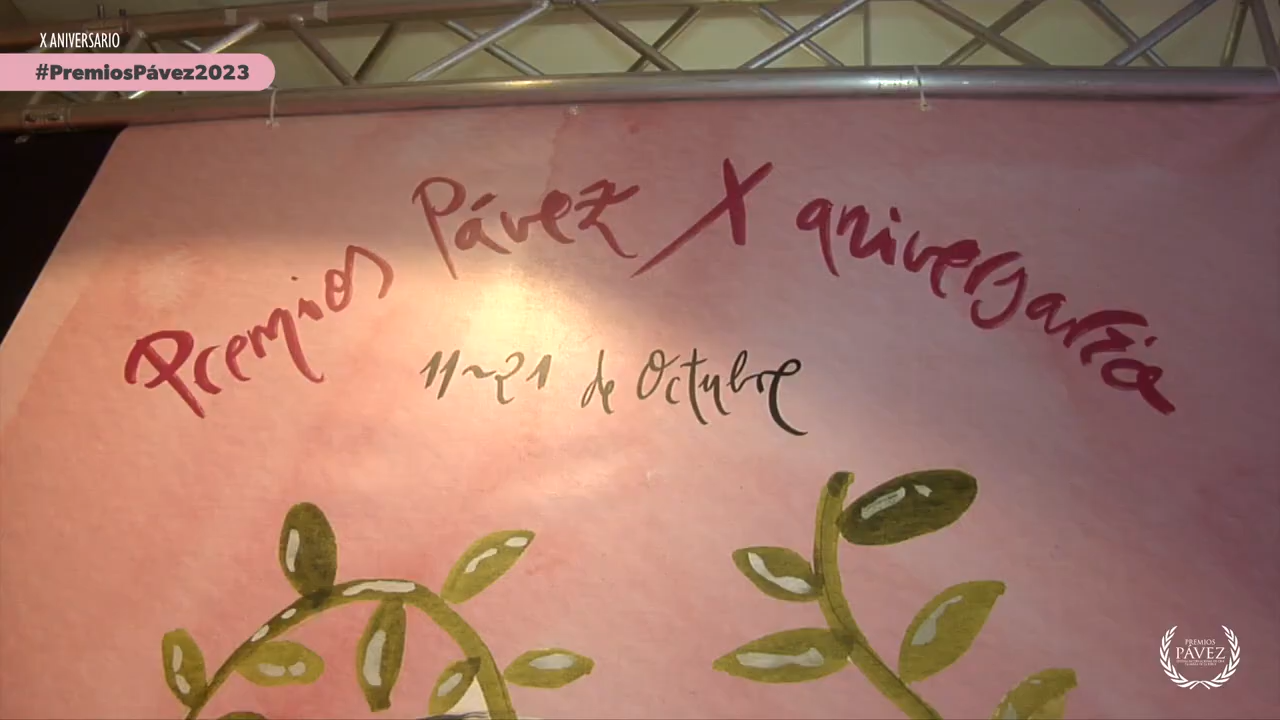 X ANIVERSARIO
#PremiosPávez2023
Premios Pávez X aniversario
11~21 de Octubre
PREMIOS
PÁVEZ